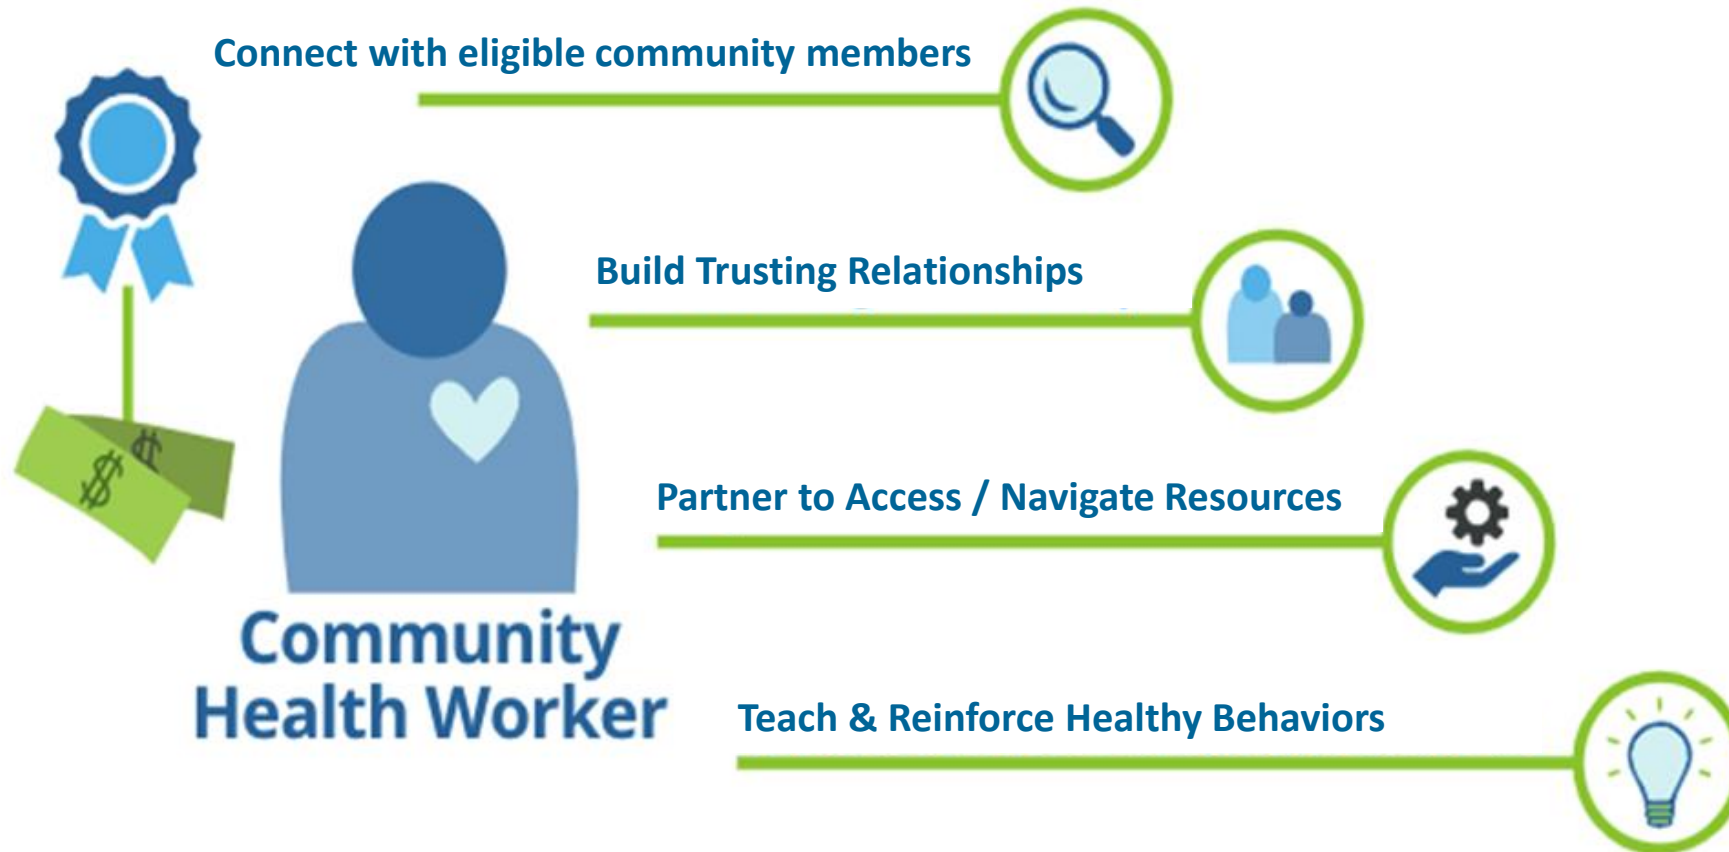 Connect with eligible community members
Build Trusting Relationships
$
$
Partner to Access / Navigate Resources
Community
Health Worker
Teach & Reinforce Healthy Behaviors